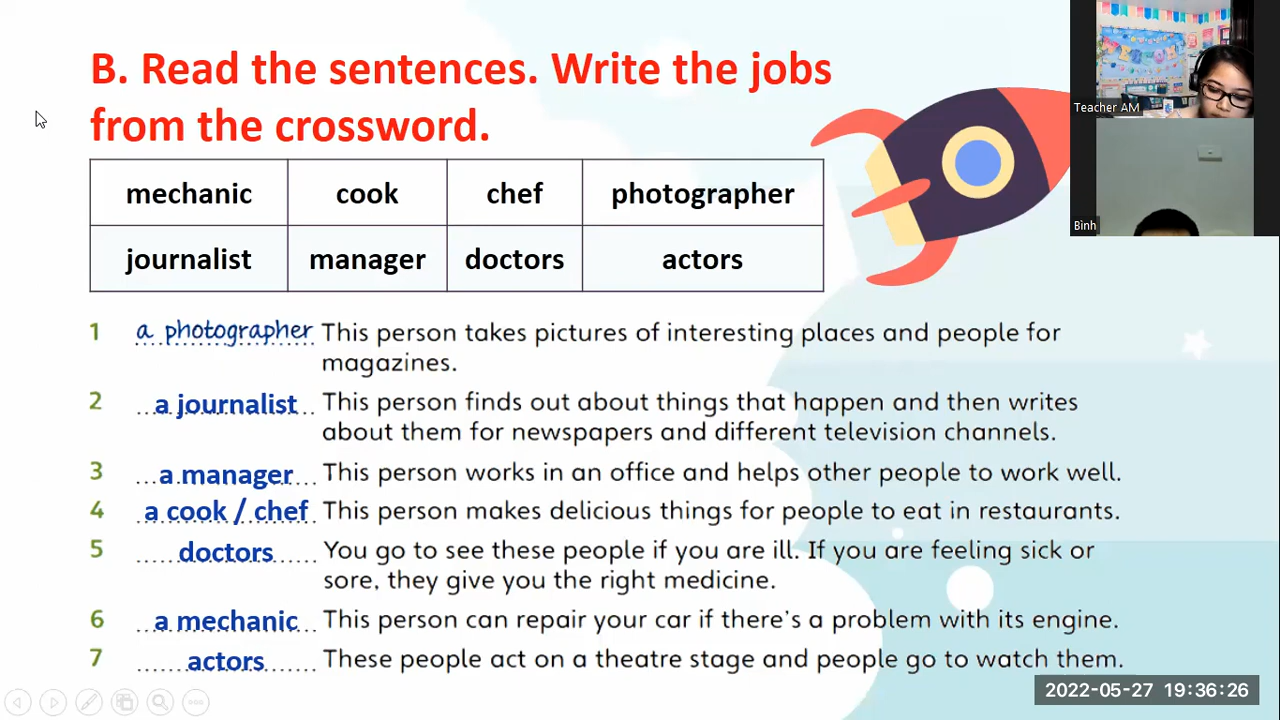 B. Read the sentences. Write the jobs
from the crossword.
mechanic cook chef photographer
journalist manager doctors actors
1 a photographer This person takes pictures of interesting places and people for
magazines.
2 a journalist This person finds out about things that happen and then writes
about them for newspapers and different television channels.
3 a manager This person works in an office and helps other people to work well.
4 a cook / chef This person makes delicious things for people to eat in restaurants.
5 doctors You go to see these people if you are ill. If you are feeling sick or
sore, they give you the right medicine.
6 a mechanic This person can repair your car if there's a problem with its engine.
7 actors These people act on a theatre stage and people go to watch them.
Teacher AM
Bình
2022-05-27 19:36:26